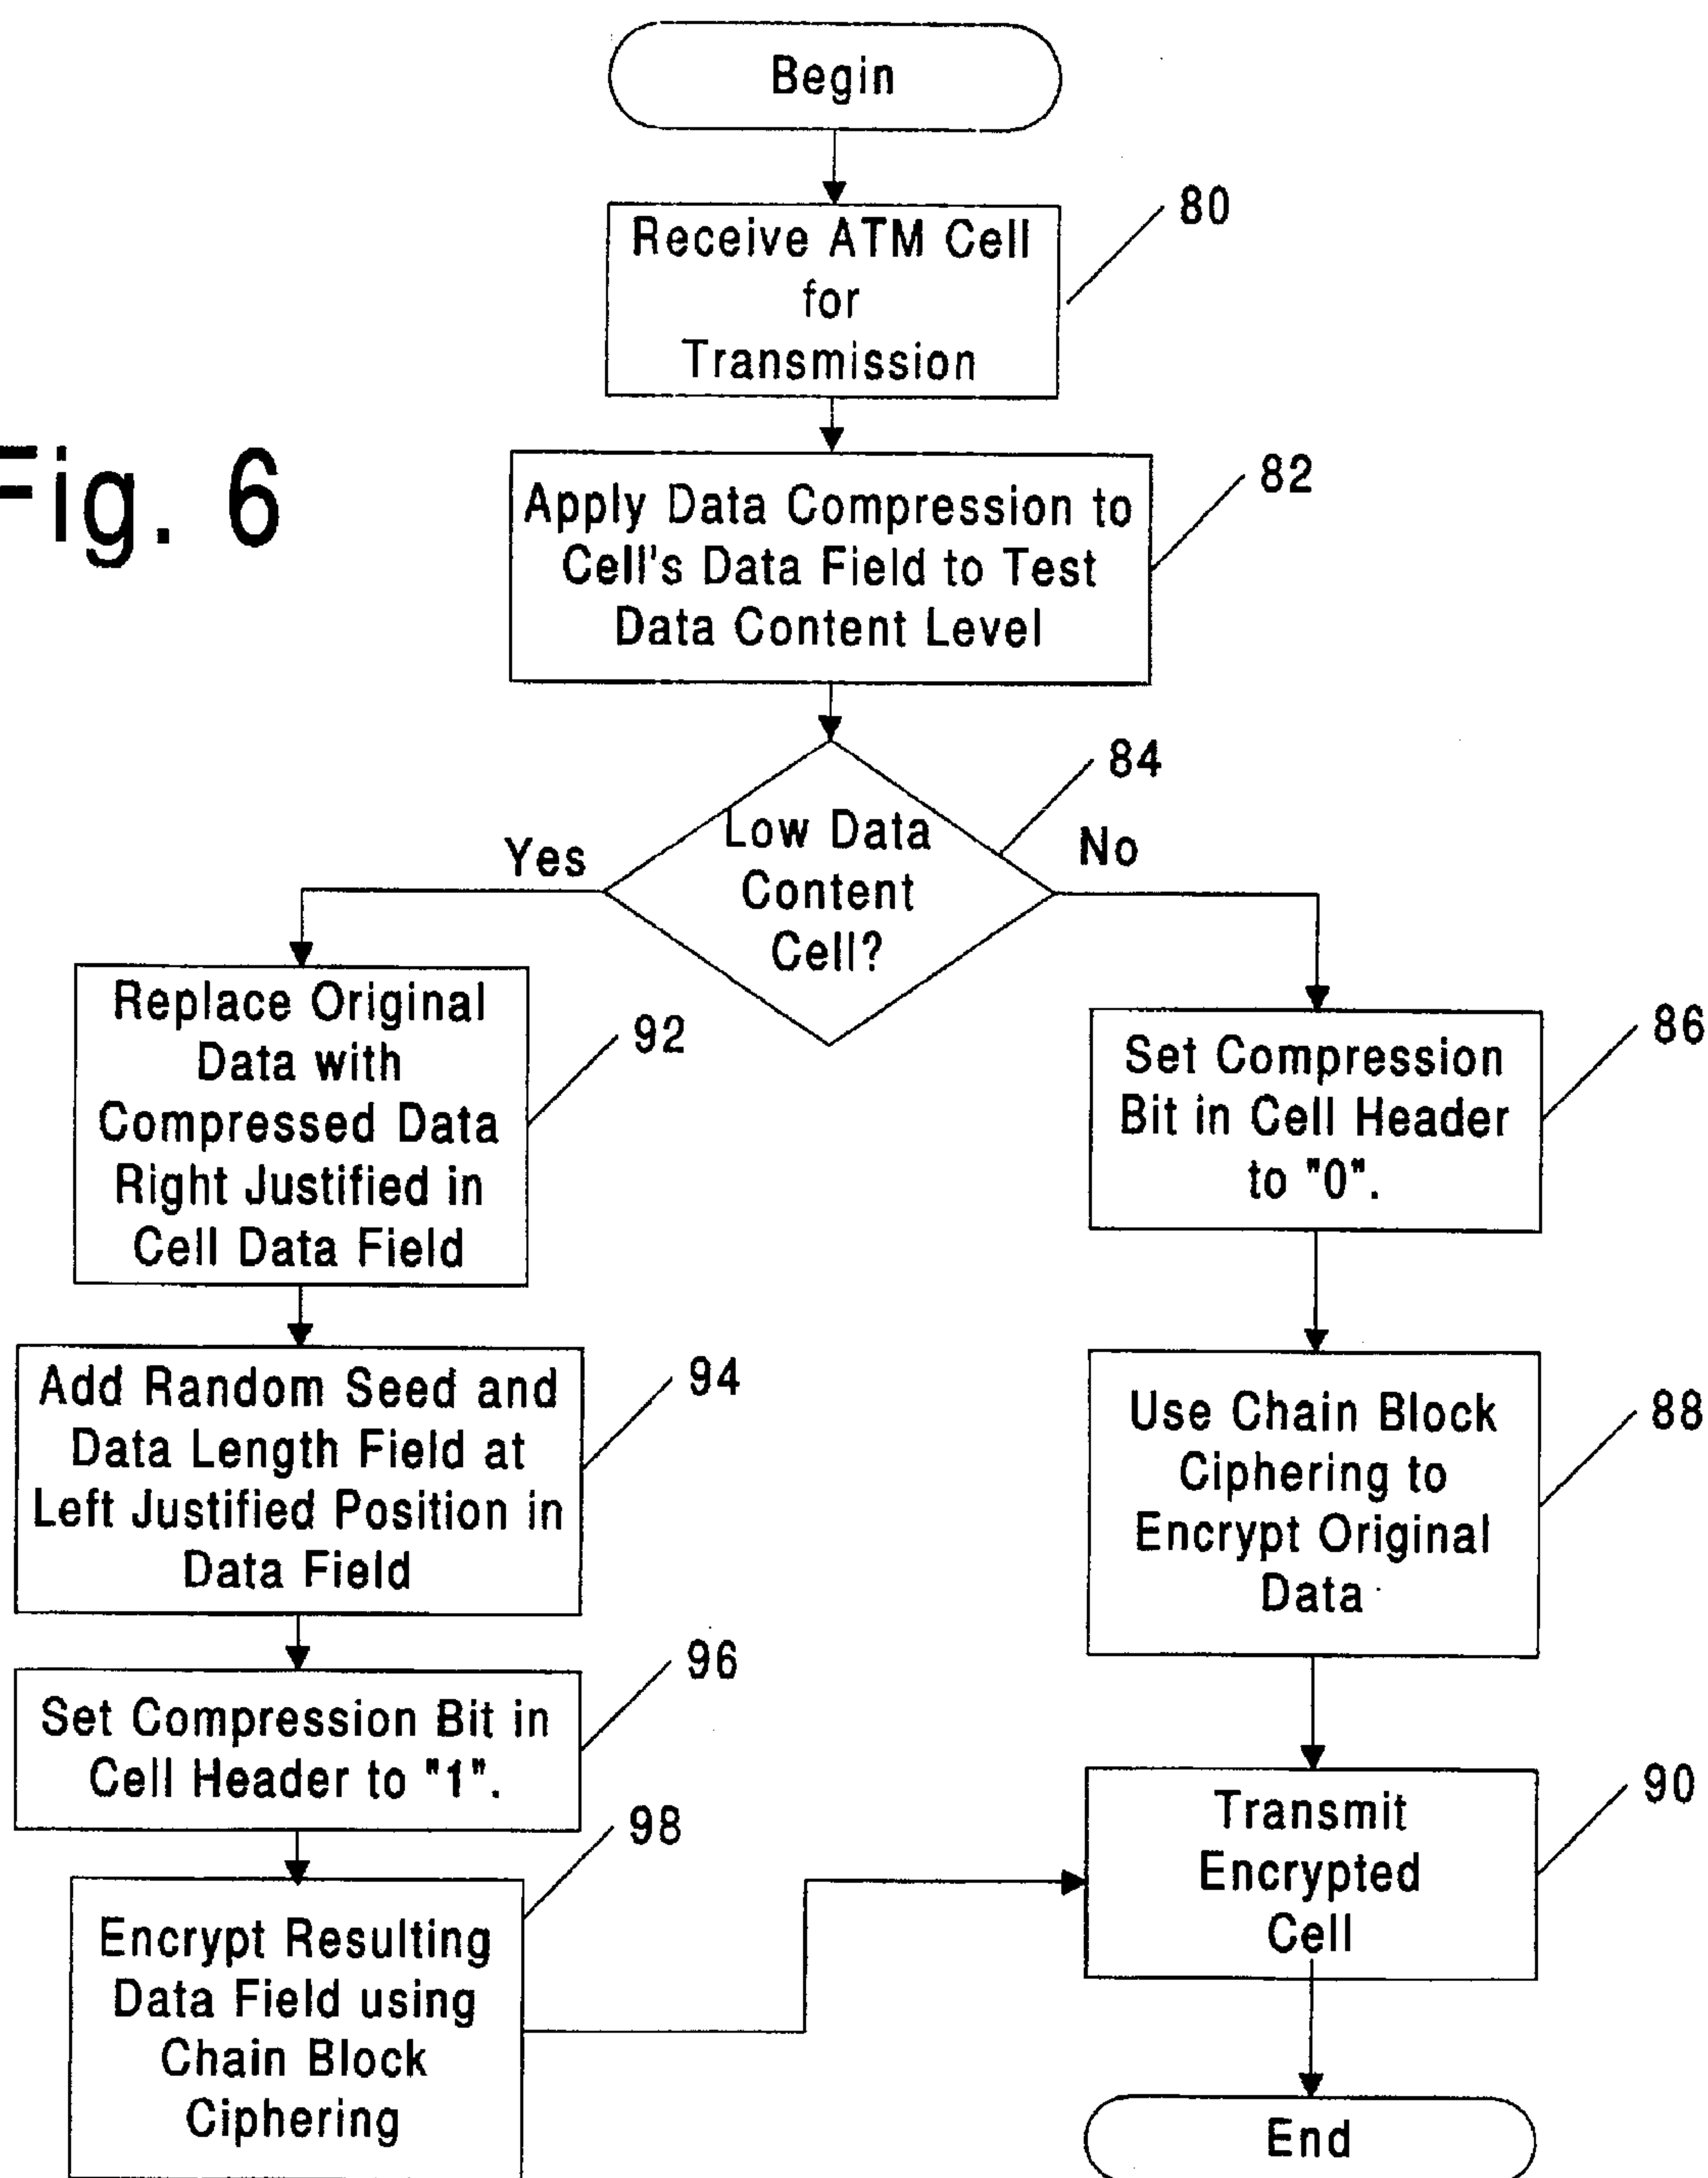 Begin
80
Receive ATM Cell
for
Transmission
Fig. 6
82
Apply Data Compression to
Cell's Data Field to Test
Data Content Level
84
Low Data
Content
Cell?
Yes
No
Replace Original
Data with
Compressed Data
Right Justified in
Cell Data Field
92
86
Set Compression
Bit in Cell Header
to "0".
Add Random Seed and
Data Length Field at
Left Justified Position in
Data Field
94
88
Use Chain Block
Ciphering to
Encrypt Original
Data
96
Set Compression Bit in
Cell Header to "1".
90
Transmit
Encrypted
Cell
98
Encrypt Resulting
Data Field using
Chain Block
Ciphering
End